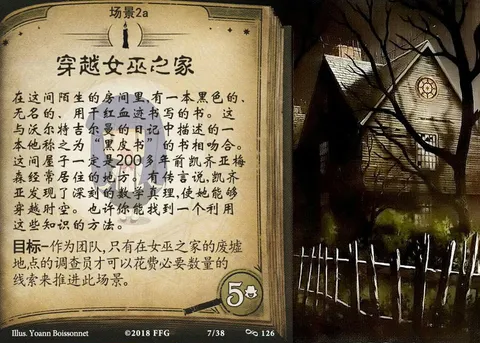 场景2a
穿越女巫之家
在这间陌生的房间里,有一本黑色的、
无名的、用干红血迹书写的书。这
与沃尔特吉尔曼的日记中描述的一
本他称之为 “黑皮书” 的书相吻合。
这间屋子一定是200多年前凯齐亚梅
森经常居住的地方。有传言说,凯齐
亚发现了深刻的数学真理,使她能够
穿越时空。也许你能找到一个利用
这些知识的方法。
目标—作为团队,只有在女巫之家的废墟
地点的调查员才可以花费必要数量的
线索来推进此场景。
5
Illus. Yoann Boissonnet ©2018 FFG 7/38 126